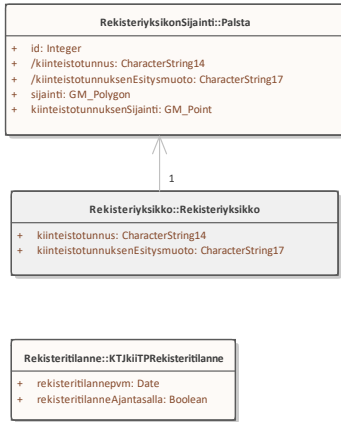 RekisteriyksikonSijainti::Palsta
+ id: Integer
+ /kiinteistotunnus: CharacterString14
+ /kiinteistotunnuksenEsitysmuoto: CharacterString17
+ sijainti: GM_Polygon
+ kiinteistotunnuksenSijainti: GM_Point
1
Rekisteriyksikko::Rekisteriyksikko
+ kiinteistotunnus: CharacterString14
+ kiinteistotunnuksenEsitysmuoto: CharacterString17
Rekisteritilanne::KTJkiiTPRekisteritilanne
+ rekisteritilannepvm: Date
+ rekisteritilanneAjantasalla: Boolean